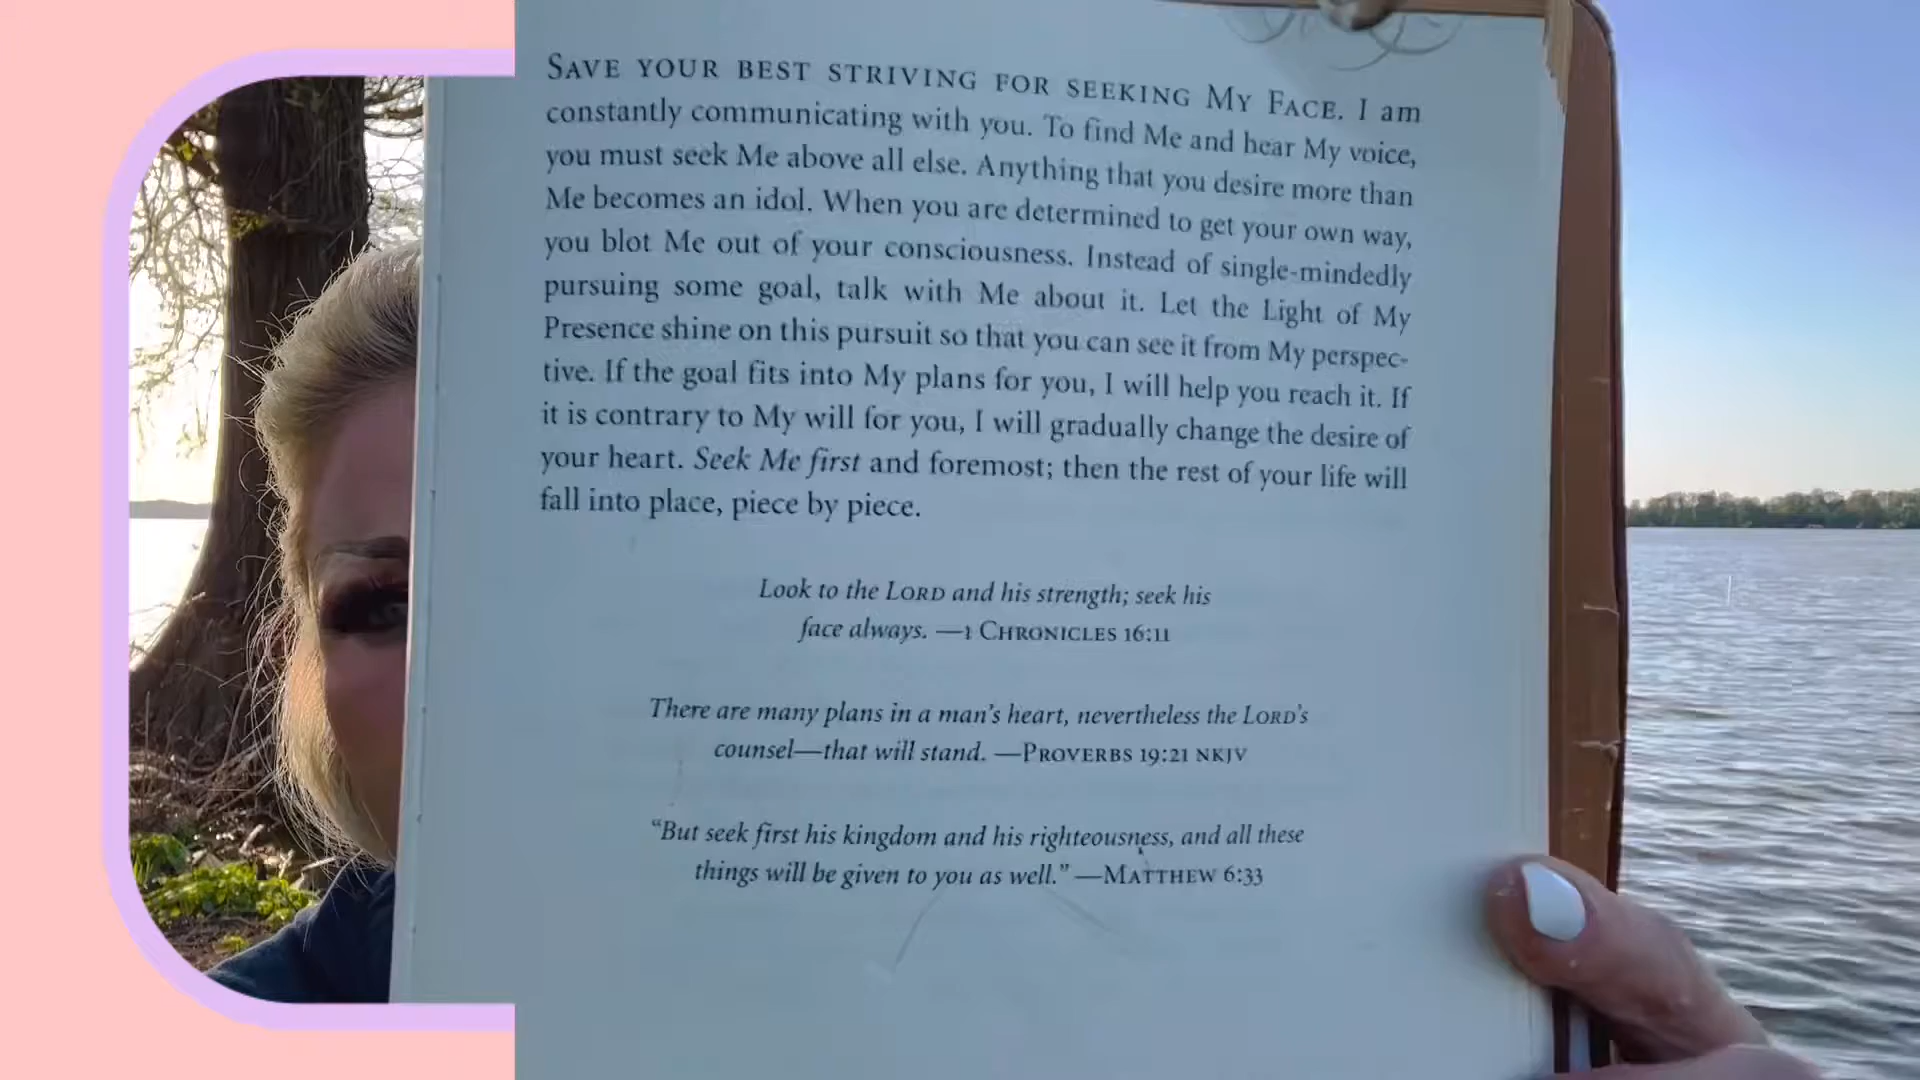 SAVE YOUR BEST STRIVING FOR SEEKING MY FACE. I am
constantly communicating with you. To find Me and hear My voice,
you must seek Me above all else. Anything that you desire more than
Me becomes an idol. When you are determined to get your own way,
you blot Me out of your consciousness. Instead of single-mindedly
pursuing some goal, talk with Me about it. Let the Light of My
Presence shine on this pursuit so that you can see it from My perspec-
tive. If the goal fits into My plans for you, I will help you reach it. If
it is contrary to My will for you, I will gradually change the desire of
your heart. Seek Me first and foremost; then the rest of your life will
fall into place, piece by piece.
Look to the LORD and his strength; seek his
face always. —1 CHRONICLES 16:11
There are many plans in a man's heart, nevertheless the LORD's
counsel—that will stand. —PROVERBS 19:21 NKJV
“But seek first his kingdom and his righteousness, and all these
things will be given to you as well.” —MATTHEW 6:33